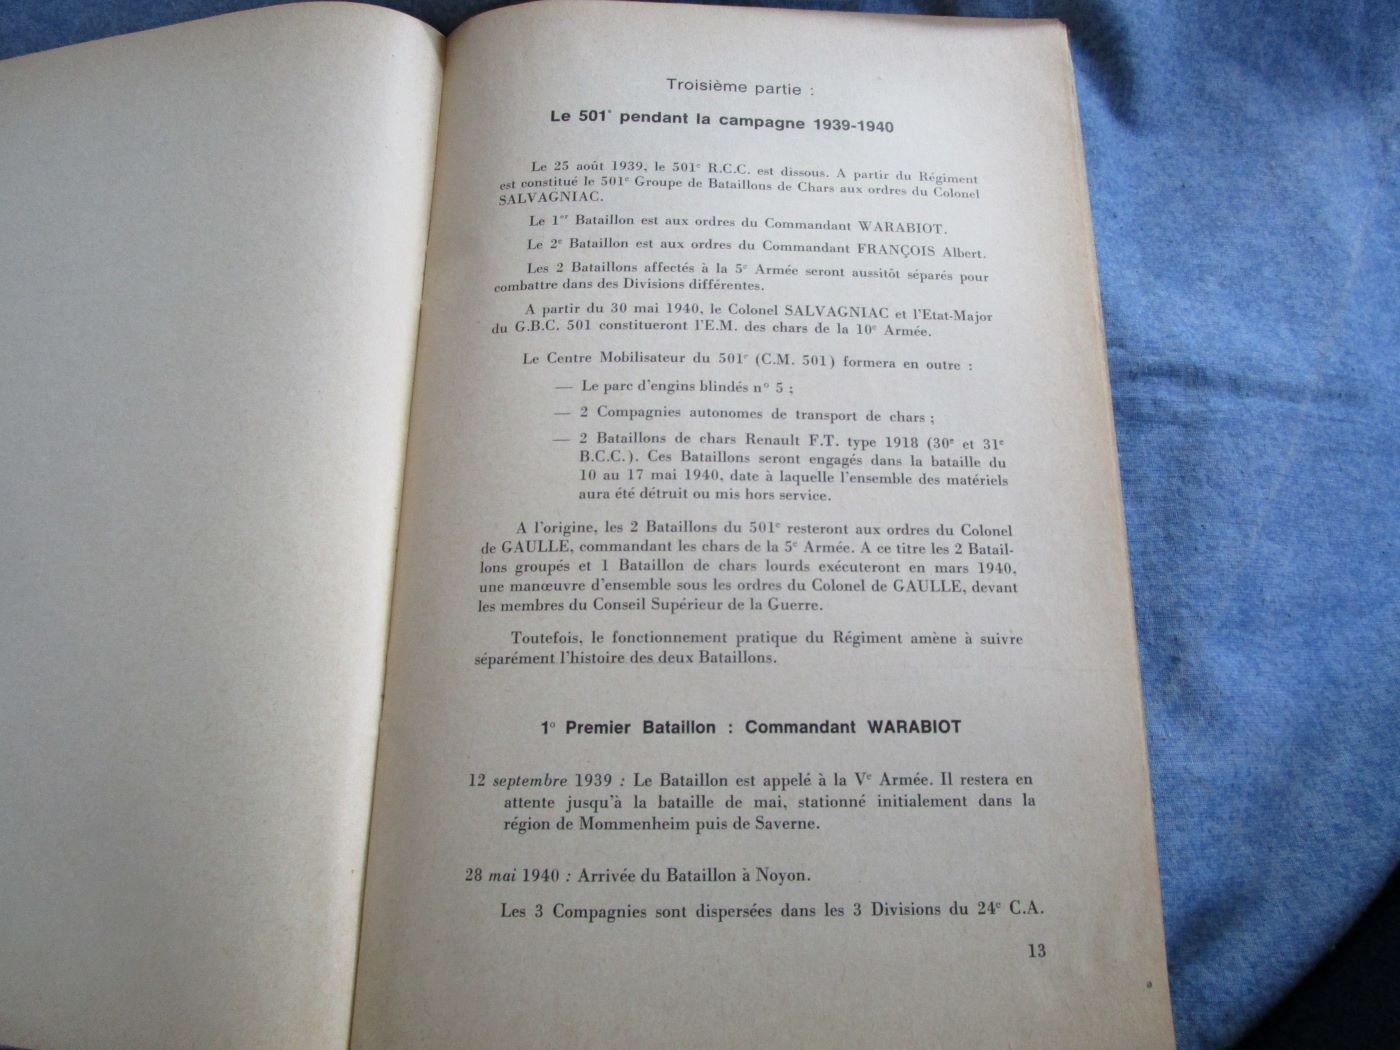 Troisième partie :
Le 501e pendant la campagne 1939-1940
Le 25 août 1939, le 501e R.C.C. est dissous. A partir du Régiment
est constitué le 501e Groupe de Bataillons de Chars aux ordres du Colonel
SALVAGNIAC.
Le 1er Bataillon est aux ordres du Commandant WARABIOT.
Le 2e Bataillon est aux ordres du Commandant FRANÇOIS Albert.
Les 2 Bataillons affectés à la 5e Armée seront aussitôt séparés pour
combattre dans des Divisions différentes.
A partir du 30 mai 1940, le Colonel SALVAGNIAC et l'Etat-Major
du G.B.C. 501 constitueront l'E.M. des chars de la 10e Armée.
Le Centre Mobilisateur du 501e (C.M. 501) formera en outre :
— Le parc d'engins blindés n° 5 ;
— 2 Compagnies autonomes de transport de chars ;
— 2 Bataillons de chars Renault F.T. type 1918 (30e et 31e
B.C.C.). Ces Bataillons seront engagés dans la bataille du
10 au 17 mai 1940, date à laquelle l'ensemble des matériels
aura été détruit ou mis hors service.
A l'origine, les 2 Bataillons du 501e resteront aux ordres du Colonel
de GAULLE, commandant les chars de la 5e Armée. A ce titre les 2 Batail-
lons groupés et 1 Bataillon de chars lourds exécuteront en mars 1940,
une manœuvre d'ensemble sous les ordres du Colonel de GAULLE, devant
les membres du Conseil Supérieur de la Guerre.
Toutefois, le fonctionnement pratique du Régiment amène à suivre
séparément l'histoire des deux Bataillons.
1° Premier Bataillon : Commandant WARABIOT
12 septembre 1939 : Le Bataillon est appelé à la Ve Armée. Il restera en
attente jusqu'à la bataille de mai, stationné initialement dans la
région de Mommenheim puis de Saverne.
28 mai 1940 : Arrivée du Bataillon à Noyon.
Les 3 Compagnies sont dispersées dans les 3 Divisions du 24e C.A.
13